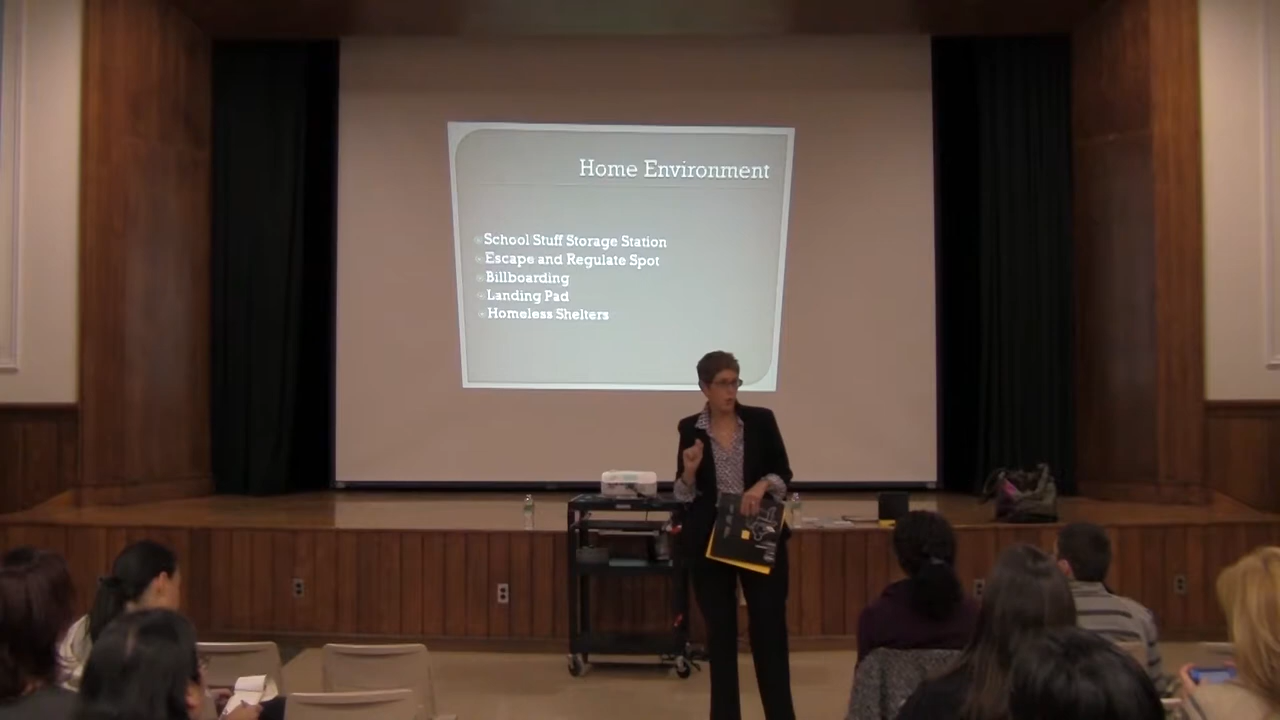 Home Environment
School Stuff Storage Station
Escape and Regulate Spot
Billboarding
Landing Pad
Homeless Shelters